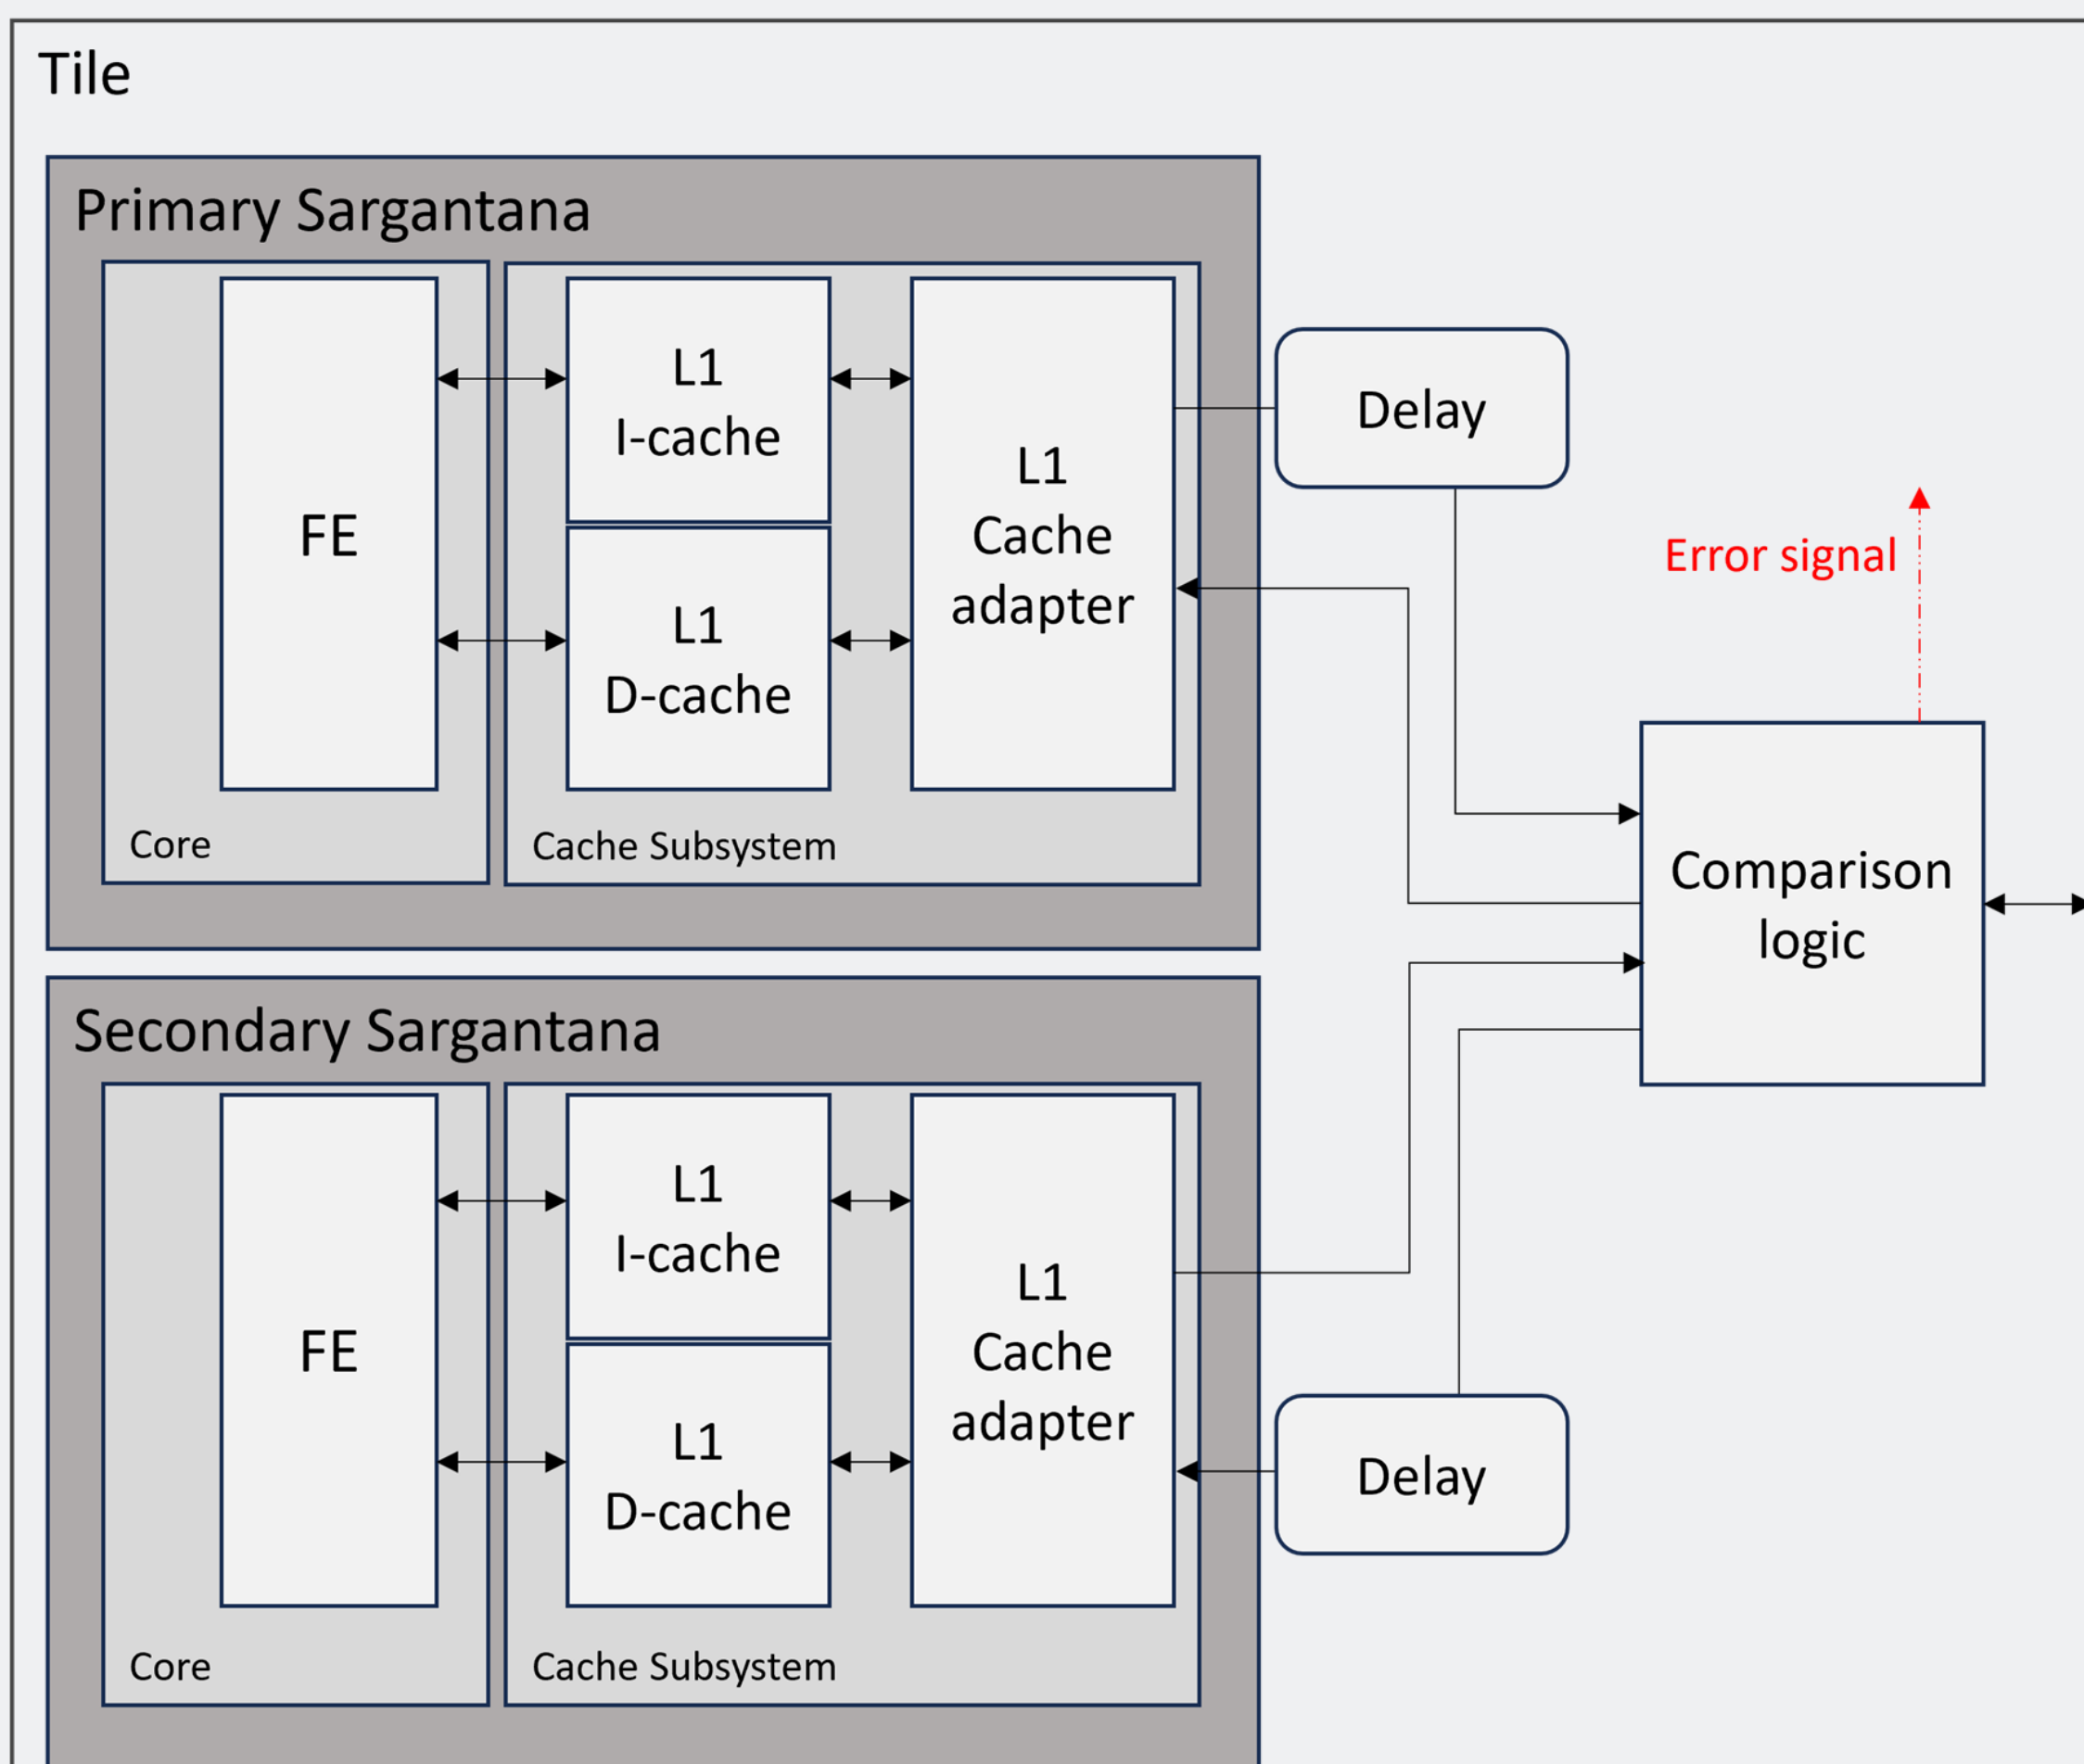 Tile
Primary Sargantana
FE
L1
I-cache
L1
D-cache
L1
Cache
adapter
Core
Cache Subsystem
Delay
Error signal
Comparison
logic
Secondary Sargantana
FE
L1
I-cache
L1
D-cache
L1
Cache
adapter
Core
Cache Subsystem
Delay